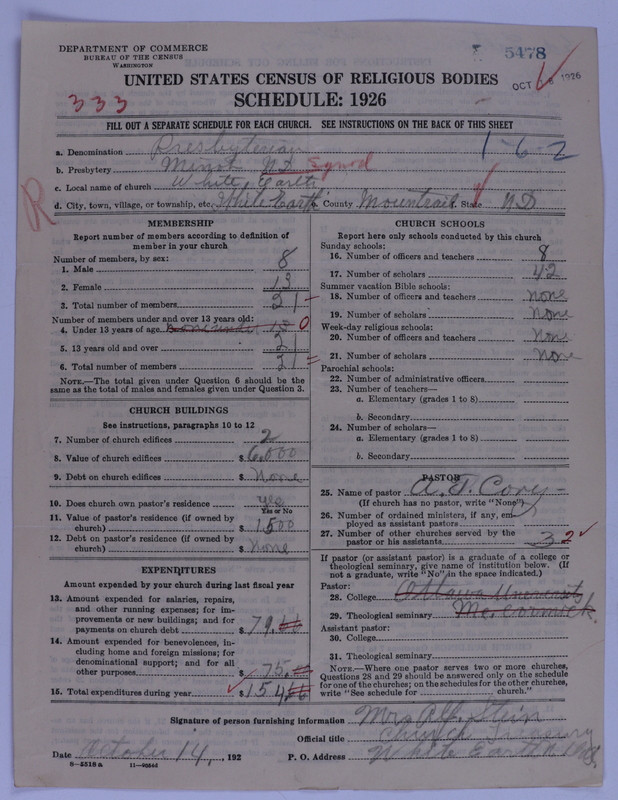 DEPARTMENT OF COMMERCE
BUREAU OF THE CENSUS
WASHINGTON
5478
OCT 1926
UNITED STATES CENSUS OF RELIGIOUS BODIES
333
SCHEDULE: 1926
FILL OUT A SEPARATE SCHEDULE FOR EACH CHURCH. SEE INSTRUCTIONS ON THE BACK OF THIS SHEET
a. Denomination Presbyterian 1-6-2
b. Presbytery Minot ND Synod
c. Local name of church White Earth
R
d. City, town, village, or township, etc. White Earth County Mountrail State ND
MEMBERSHIP
Report number of members according to definition of
member in your church
Number of members, by sex:
1. Male 8
2. Female 13
3. Total number of members 21
Number of members under and over 13 years old:
4. Under 13 years of age None under 13 0
5. 13 years old and over 21
6. Total number of members 21
NOTE.—The total given under Question 6 should be the
same as the total of males and females given under Question 3.
CHURCH BUILDINGS
See instructions, paragraphs 10 to 12
7. Number of church edifices 2
8. Value of church edifices $6,000
9. Debt on church edifices $ None
10. Does church own pastor's residence yes
Yes or No
11. Value of pastor's residence (if owned by
church) $1500
12. Debt on pastor's residence (if owned by
church) $ None
EXPENDITURES
Amount expended by your church during last fiscal year
13. Amount expended for salaries, repairs,
and other running expenses; for im-
provements or new buildings; and for
payments on church debt $ 79.
14. Amount expended for benevolences, in-
cluding home and foreign missions; for
denominational support; and for all
other purposes $ 75.
15. Total expenditures during year $ 154
CHURCH SCHOOLS
Report here only schools conducted by this church
Sunday schools:
16. Number of officers and teachers 8
17. Number of scholars 42
Summer vacation Bible schools:
18. Number of officers and teachers None
19. Number of scholars None
Week-day religious schools:
20. Number of officers and teachers None
21. Number of scholars None
Parochial schools:
22. Number of administrative officers
23. Number of teachers—
a. Elementary (grades 1 to 8)
b. Secondary
24. Number of scholars—
a. Elementary (grades 1 to 8)
b. Secondary
PASTOR
25. Name of pastor A. T. Cory
(If church has no pastor, write "None")
26. Number of ordained ministers, if any, em-
ployed as assistant pastors
27. Number of other churches served by the
pastor or his assistants 3 2
If pastor (or assistant pastor) is a graduate of a college or
theological seminary, give name of institution below. (If
not a graduate, write "No" in the space indicated.)
Pastor:
28. College Ottawa University
29. Theological seminary McCormick
Assistant pastor:
30. College
31. Theological seminary
NOTE.—Where one pastor serves two or more churches,
Questions 28 and 29 should be answered only on the schedule
for one of the churches; on the schedules for the other churches,
write "See schedule for church."
Signature of person furnishing information Mrs.
Official title Church
Date October 14, 192
P. O. Address White Earth N
8-5518 a